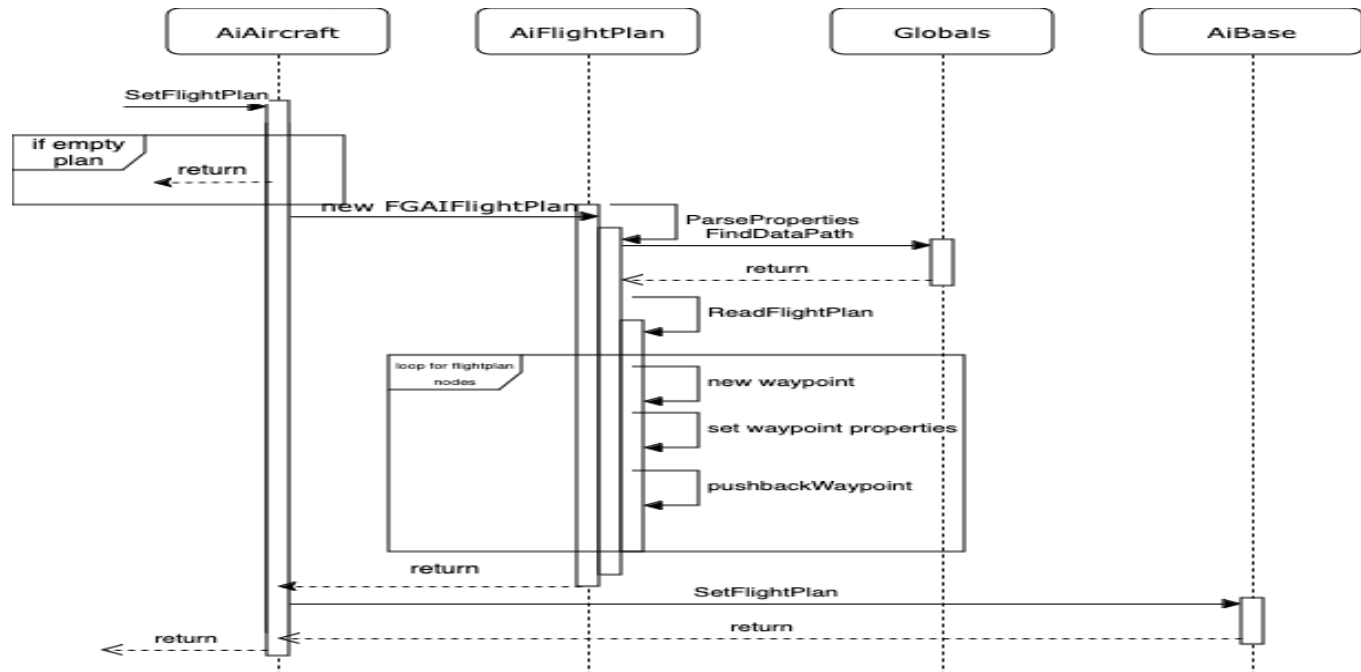 AiAircraft
AiFlightPlan
Globals
AiBase
SetFlightPlan
if empty
plan
return
new FGAIFlightPlan
ParseProperties
FindDataPath
return
ReadFlightPlan
loop for flightplan
nodes
new waypoint
set waypoint properties
pushbackWaypoint
return
SetFlightPlan
return
return